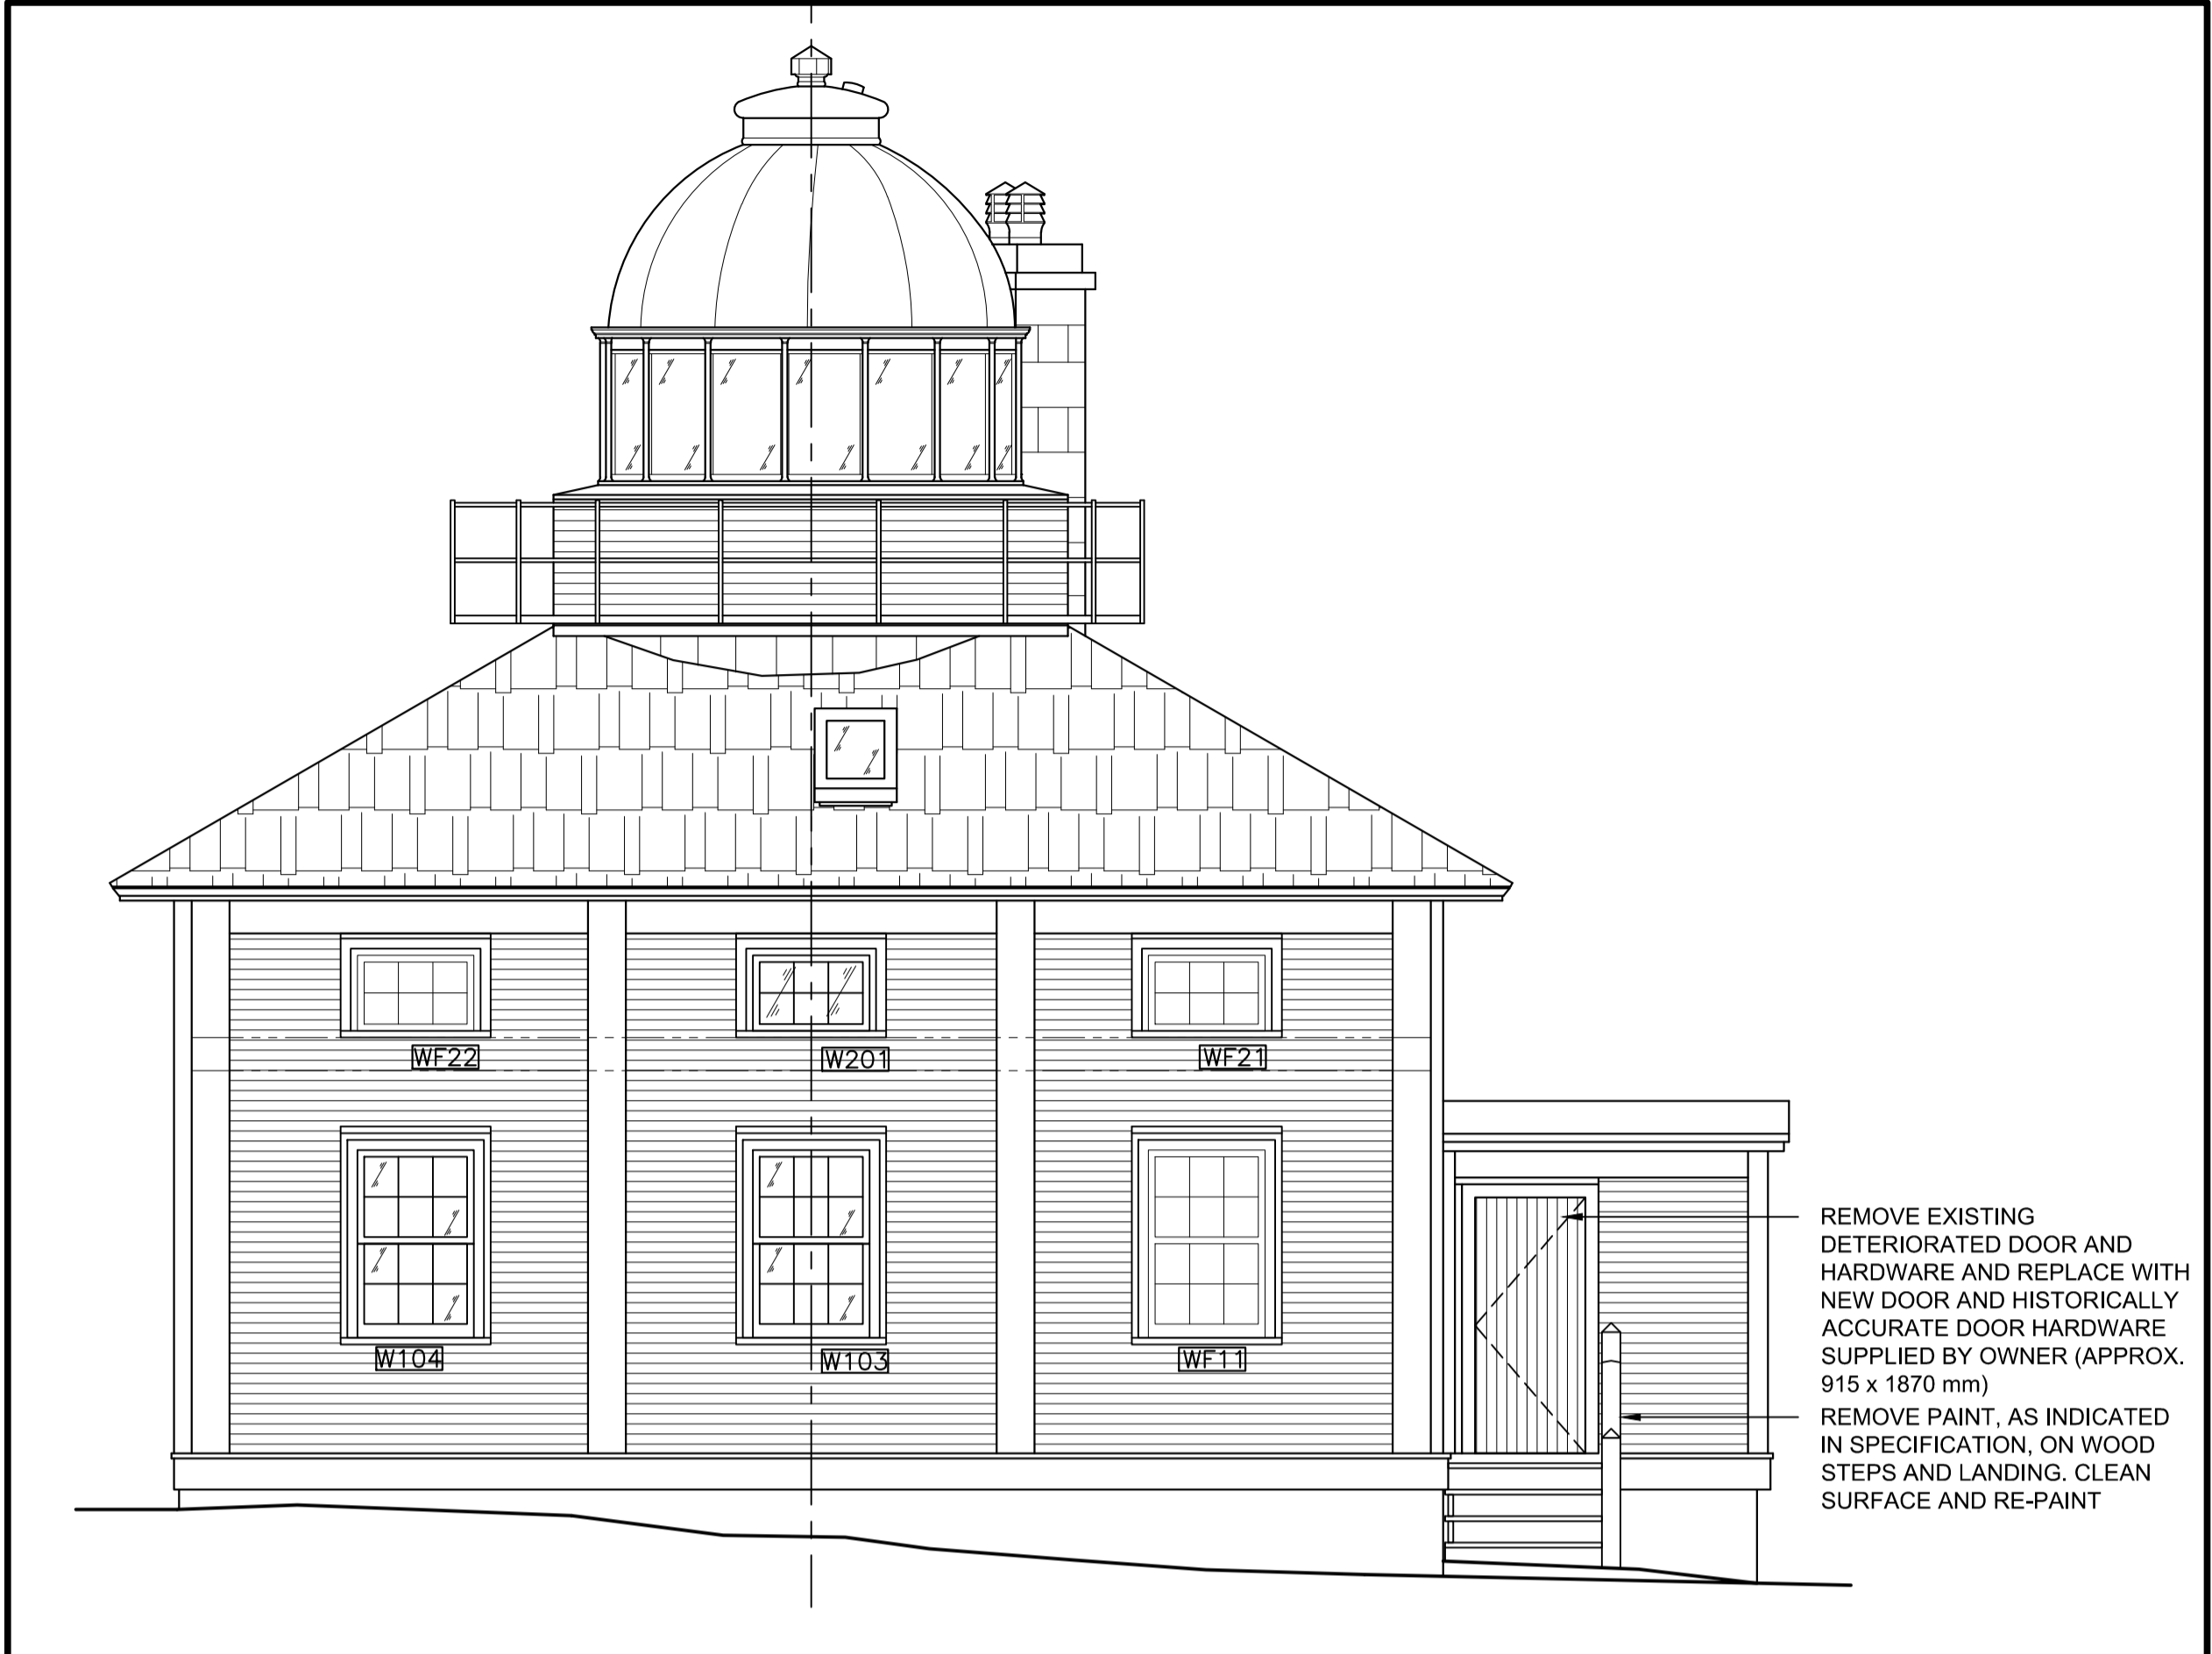 WF22
W201
WF21
W104
W103
WF11
REMOVE EXISTING
DETERIORATED DOOR AND
HARDWARE AND REPLACE WITH
NEW DOOR AND HISTORICALLY
ACCURATE DOOR HARDWARE
SUPPLIED BY OWNER (APPROX.
915 x 1870 mm)
REMOVE PAINT, AS INDICATED
IN SPECIFICATION, ON WOOD
STEPS AND LANDING. CLEAN
SURFACE AND RE-PAINT